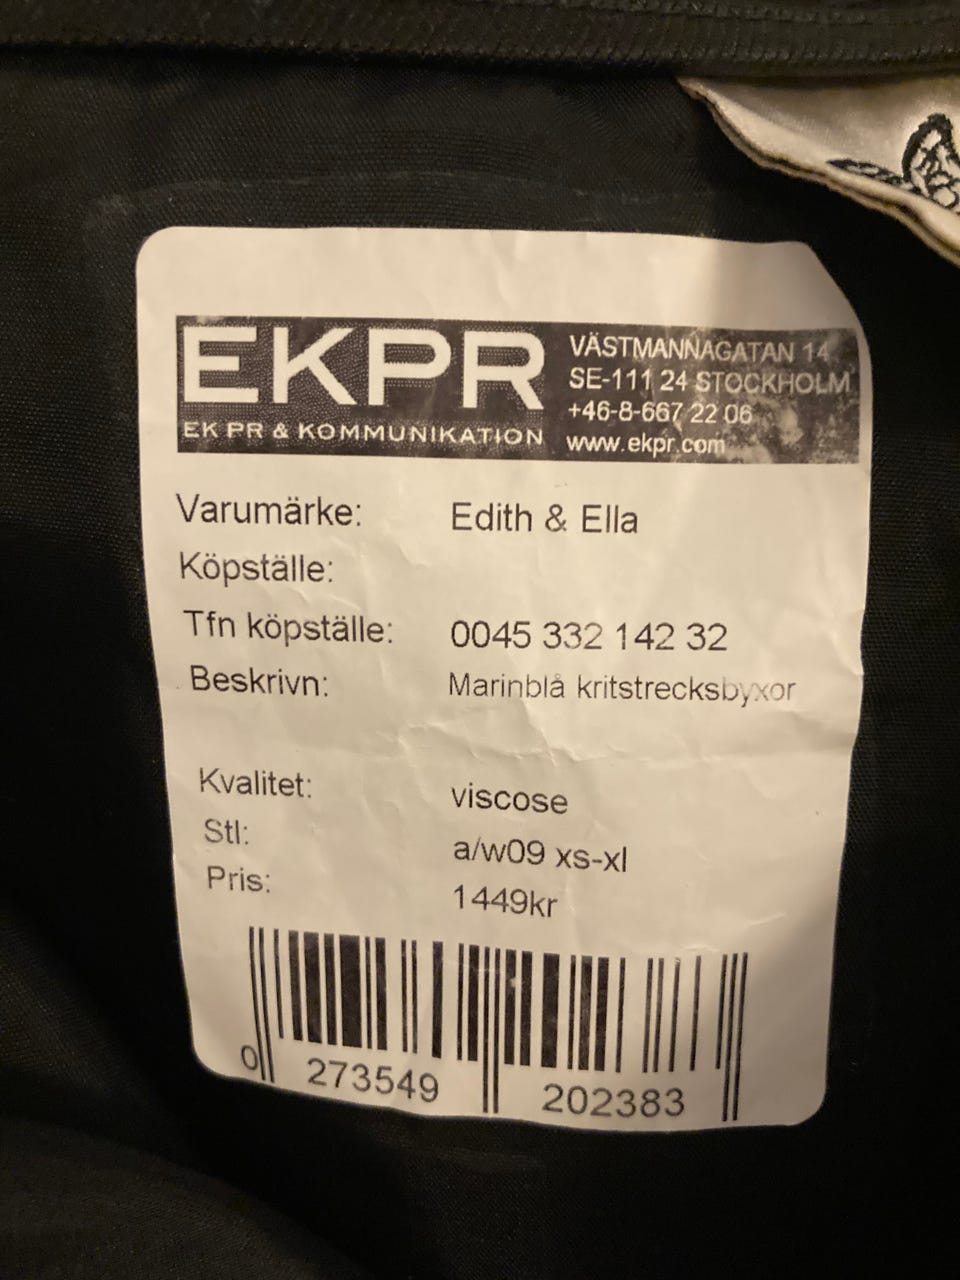 EKPR
EK PR & KOMMUNIKATION
VÄSTMANNAGATAN 14
SE-111 24 STOCKHOLM
+46-8-667 22 06
www.ekpr.com
Varumärke: Edith & Ella
Köpställe:
Tfn köpställe: 0045 332 142 32
Beskrivn: Marinblå kritstrecksbyxor
Kvalitet: viscose
Stl: a/w09 xs-xl
Pris: 1449kr
0 273549 202383